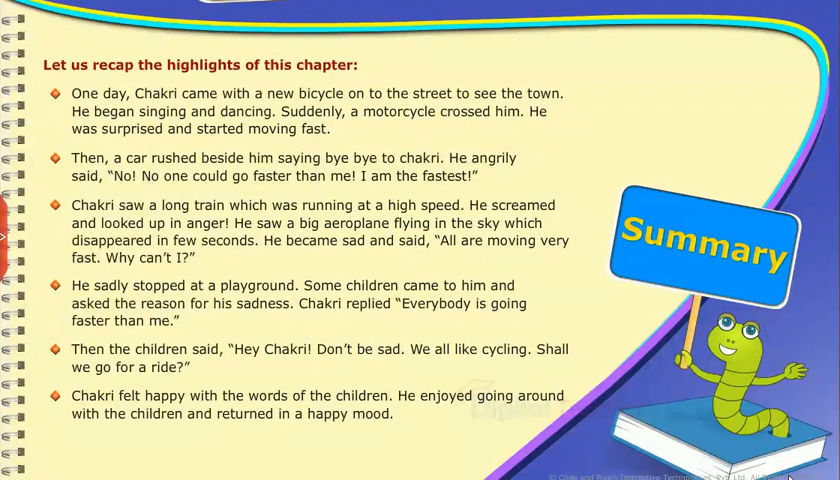 Let us recap the highlights of this chapter:
One day, Chakri came with a new bicycle on to the street to see the town.
He began singing and dancing. Suddenly, a motorcycle crossed him. He
was surprised and started moving fast.
Then, a car rushed beside him saying bye bye to chakri. He angrily
said, “No! No one could go faster than me! I am the fastest!”
Chakri saw a long train which was running at a high speed. He screamed
and looked up in anger! He saw a big aeroplane flying in the sky which
disappeared in few seconds. He became sad and said, “All are moving very
fast. Why can’t I?”
He sadly stopped at a playground. Some children came to him and
asked the reason for his sadness. Chakri replied “Everybody is going
faster than me.”
Then the children said, “Hey Chakri! Don’t be sad. We all like cycling. Shall
we go for a ride?”
Chakri felt happy with the words of the children. He enjoyed going around
with the children and returned in a happy mood.
Summary
© Code and Pixels Interactive Technologies, Pvt. Ltd. All